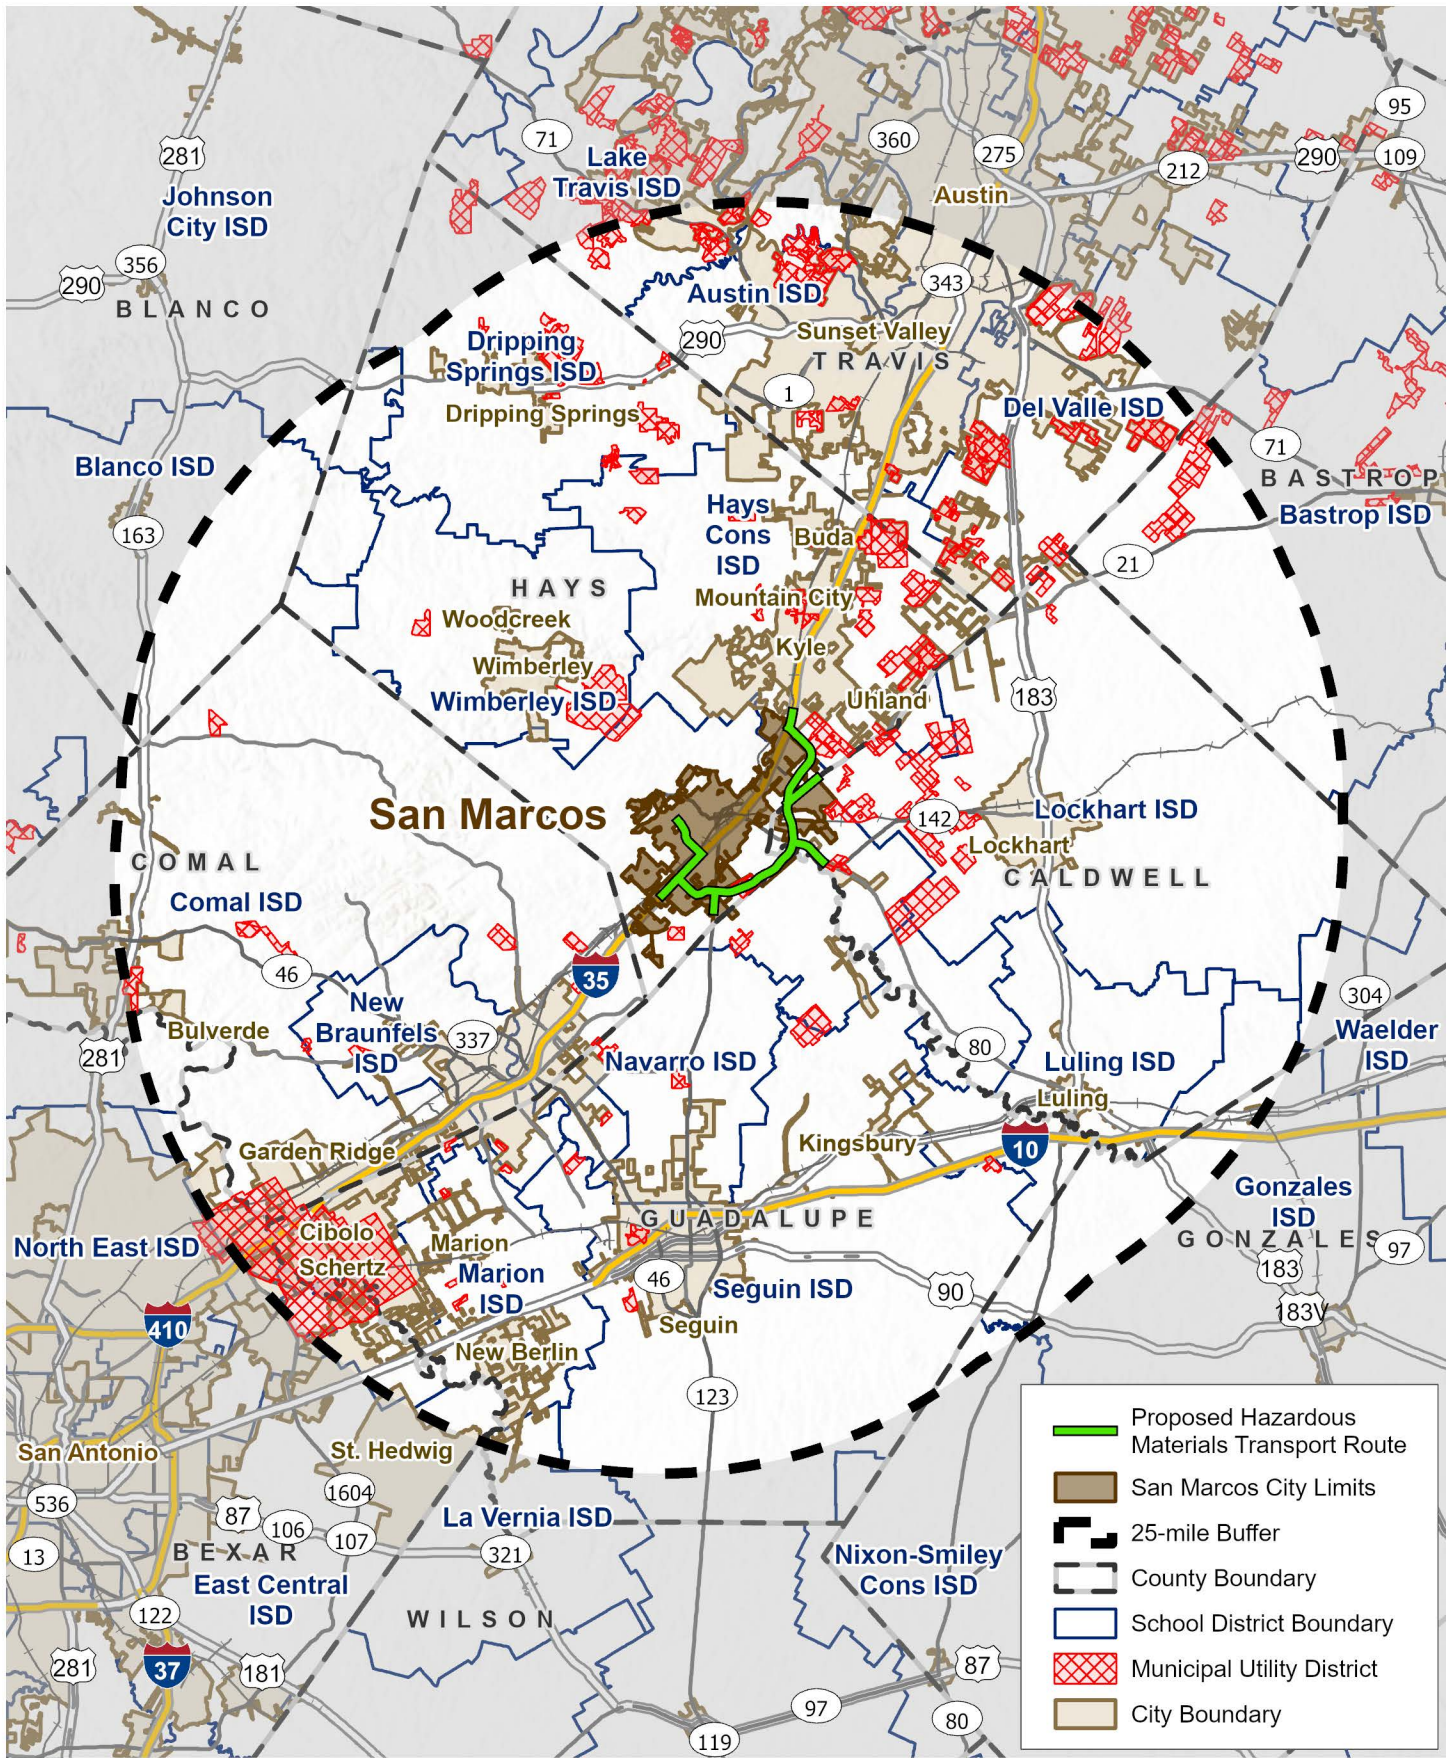 71
360
275
95
109
290
212
281
Lake
Travis ISD
Johnson
City ISD
Austin
356
290
BLANCO
343
Austin ISD
Sunset Valley
290
Dripping
Springs ISD
TRAVIS
1
Dripping Springs
Del Valle ISD
71
Blanco ISD
BASTROP
Bastrop ISD
163
Hays
Cons
ISD
Buda
21
HAYS
Mountain City
Woodcreek
Kyle
Wimberley
Wimberley ISD
Uhland
183
San Marcos
142
Lockhart ISD
Lockhart
COMAL
CALDWELL
Comal ISD
46
35
304
New
Braunfels
ISD
Bulverde
337
281
Navarro ISD
80
Luling ISD
Luling
Waelder
ISD
Garden Ridge
Kingsbury
10
Gonzales
ISD
GUADALUPE
GONZALES
97
North East ISD
Cibolo
Schertz
Marion
Marion
ISD
46
Seguin ISD
90
183
183V
410
Seguin
New Berlin
123
San Antonio
St. Hedwig
536
87
106
1604
107
13
La Vernia ISD
321
BEXAR
East Central
ISD
Nixon-Smiley
Cons ISD
122
WILSON
281
37
181
87
97
80
119
Proposed Hazardous
Materials Transport Route
San Marcos City Limits
25-mile Buffer
County Boundary
School District Boundary
Municipal Utility District
City Boundary